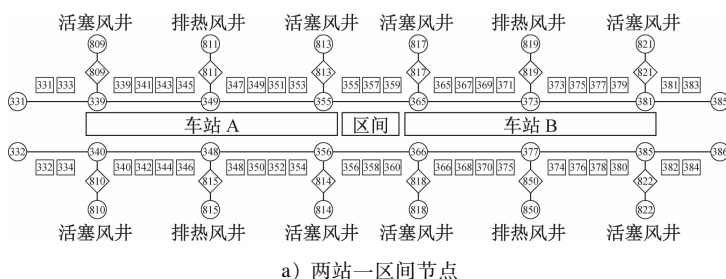 活塞风井 排热风井 活塞风井 活塞风井 排热风井 活塞风井
809 811 813 817 819 821
809 811 813 817 819 821
331 333 339 341 343 345 347 349 351 353 355 357 359 365 367 369 371 373 375 377 379 381 383
331 339 349 355 365 373 381 385
车站 A 区间 车站 B
332 340 348 356 366 377 385 386
332 334 340 342 344 346 348 350 352 354 356 358 360 366 368 370 375 374 376 378 380 382 384
810 815 814 818 850 822
810 815 814 818 850 822
活塞风井 排热风井 活塞风井 活塞风井 排热风井 活塞风井
a）两站一区间节点